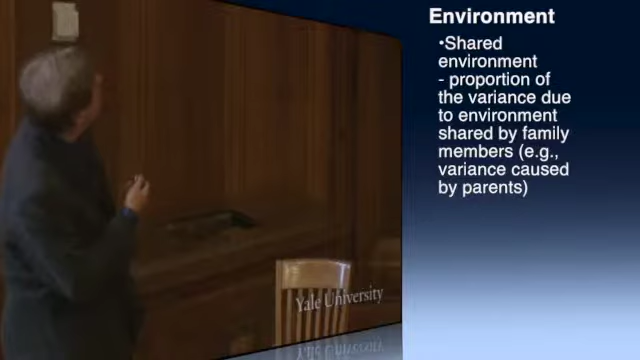 Environment
•Shared
environment
- proportion of
the variance due
to environment
shared by family
members (e.g.,
variance caused
by parents)
Yale University